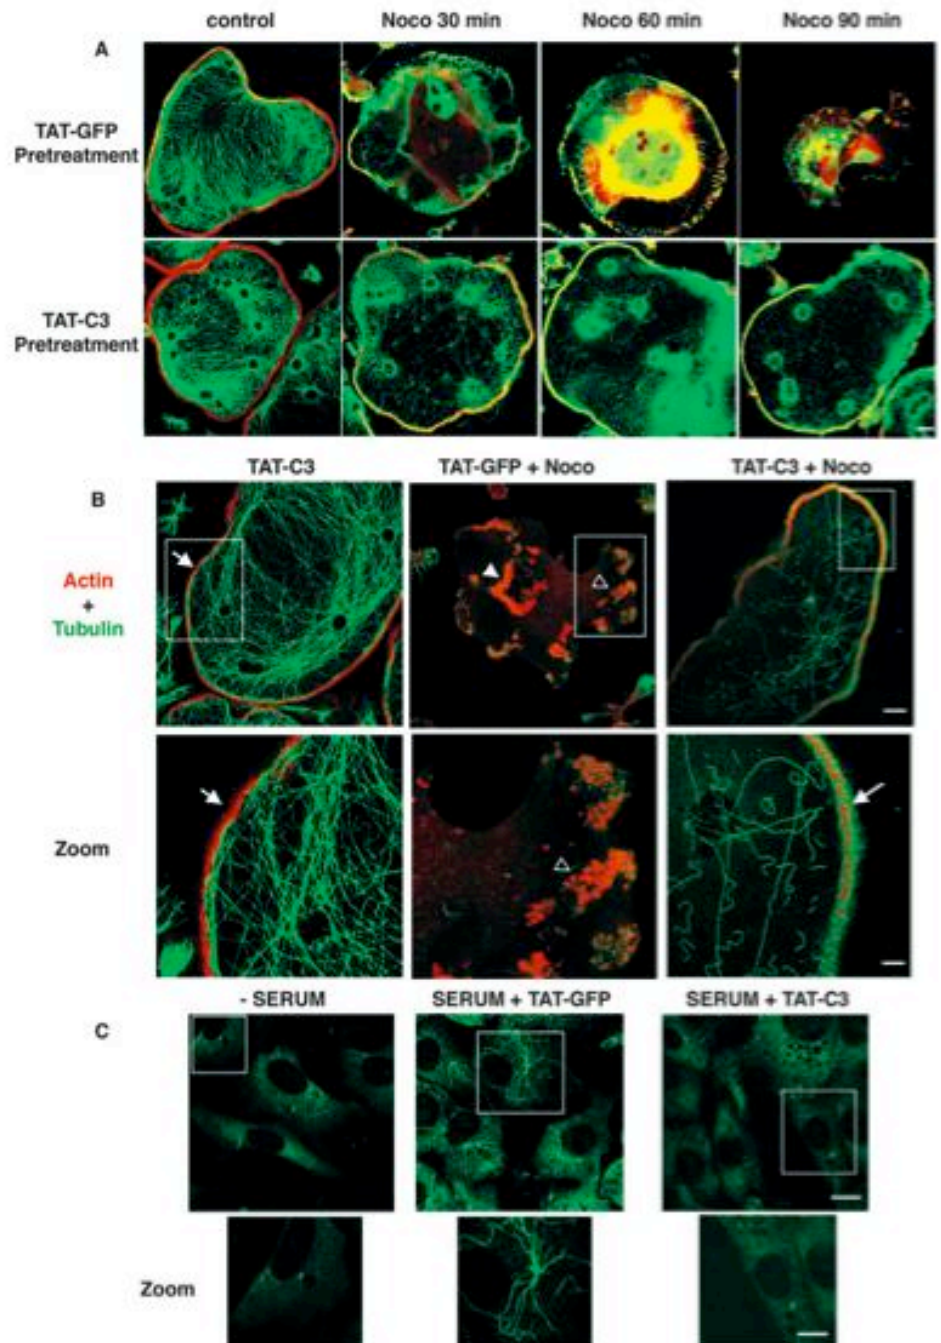 control Noco 30 min Noco 60 min Noco 90 min
A
TAT-GFP
Pretreatment
TAT-C3
Pretreatment
TAT-C3 TAT-GFP + Noco TAT-C3 + Noco
B
Actin
+
Tubulin
Zoom
- SERUM SERUM + TAT-GFP SERUM + TAT-C3
C
Zoom